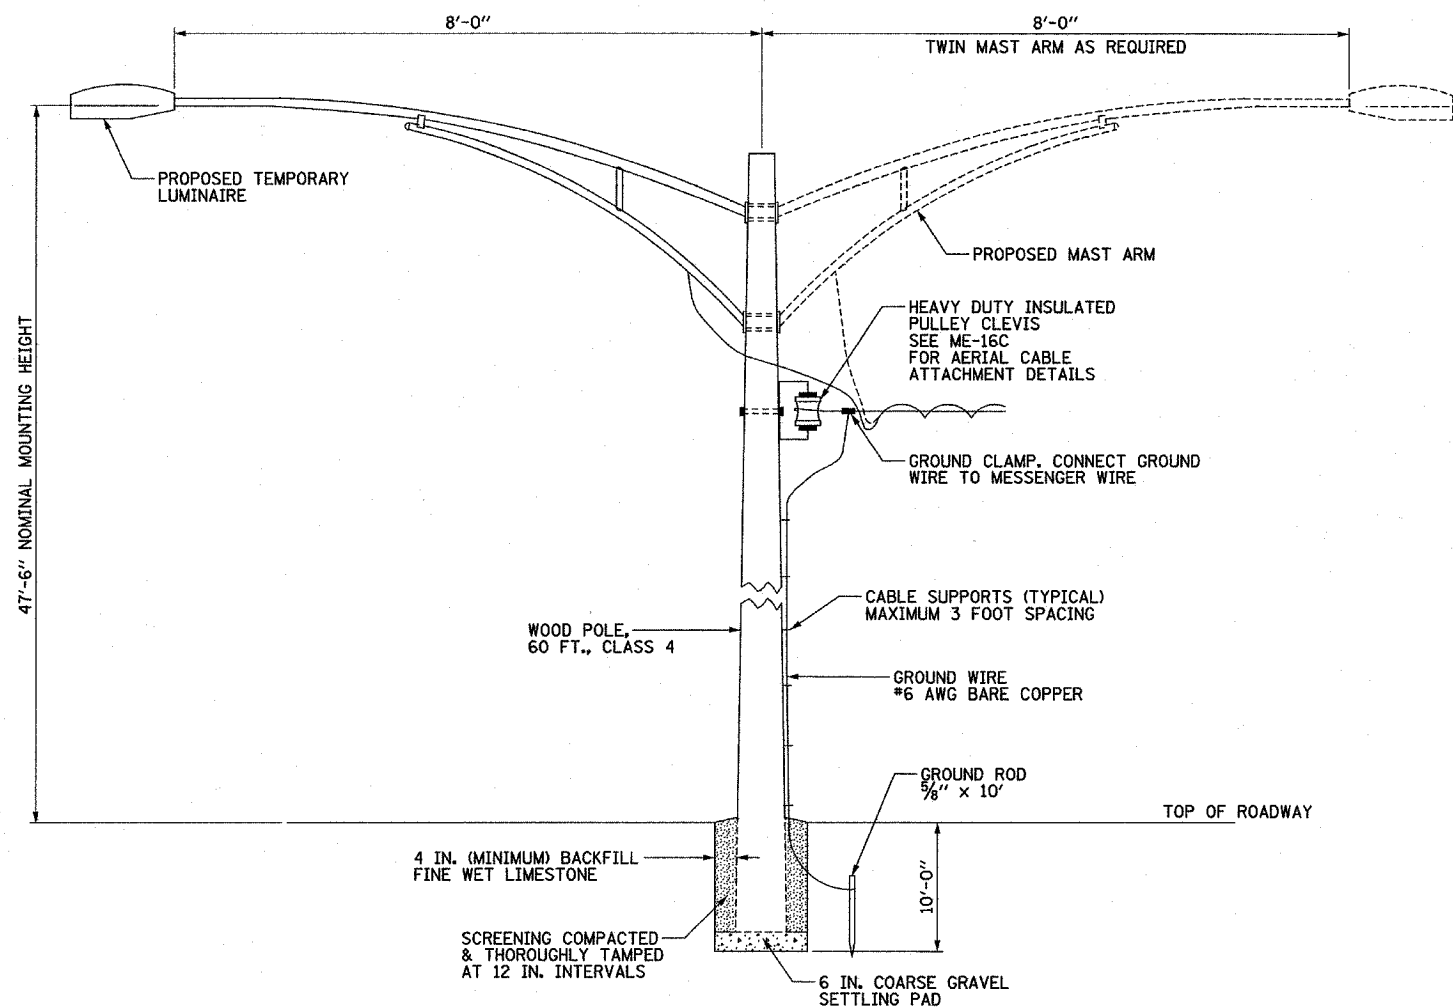 8'-0"
8'-0"
TWIN MAST ARM AS REQUIRED
PROPOSED TEMPORARY
LUMINAIRE
PROPOSED MAST ARM
HEAVY DUTY INSULATED
PULLEY CLEVIS
SEE ME-16C
FOR AERIAL CABLE
ATTACHMENT DETAILS
47'-6" NOMINAL MOUNTING HEIGHT
GROUND CLAMP. CONNECT GROUND
WIRE TO MESSENGER WIRE
CABLE SUPPORTS (TYPICAL)
MAXIMUM 3 FOOT SPACING
WOOD POLE,
60 FT., CLASS 4
GROUND WIRE
#6 AWG BARE COPPER
GROUND ROD
5/8" x 10'
TOP OF ROADWAY
4 IN. (MINIMUM) BACKFILL
FINE WET LIMESTONE
10'-0"
SCREENING COMPACTED
& THOROUGHLY TAMPED
AT 12 IN. INTERVALS
6 IN. COARSE GRAVEL
SETTLING PAD